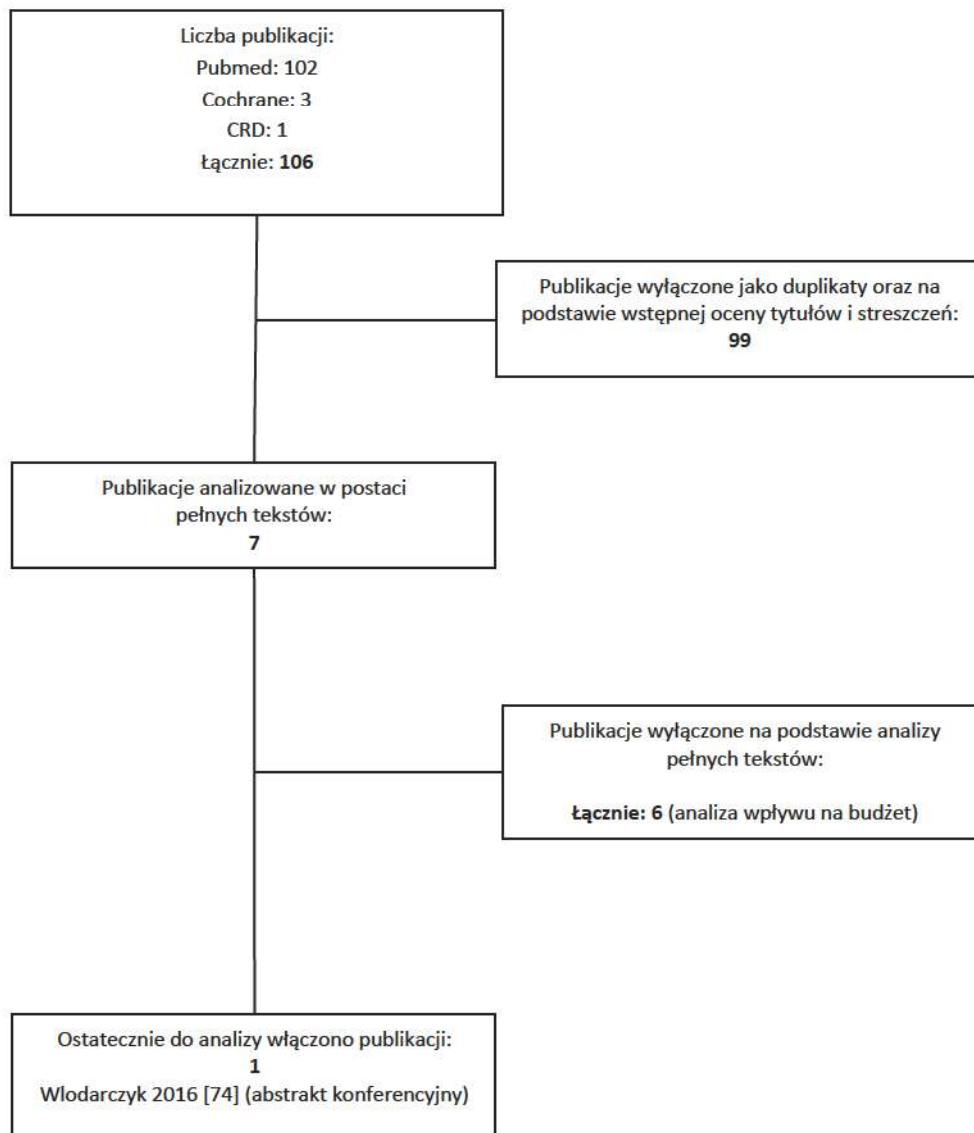 Liczba publikacji:
Pubmed: 102
Cochrane: 3
CRD: 1
Łącznie: 106
Publikacje wyłączone jako duplikaty oraz na
podstawie wstępnej oceny tytułów i streszczeń:
99
Publikacje analizowane w postaci
pełnych tekstów:
7
Publikacje wyłączone na podstawie analizy
pełnych tekstów:
Łącznie: 6 (analiza wpływu na budżet)
Ostatecznie do analizy włączono publikacji:
1
Wlodarczyk 2016 [74] (abstrakt konferencyjny)